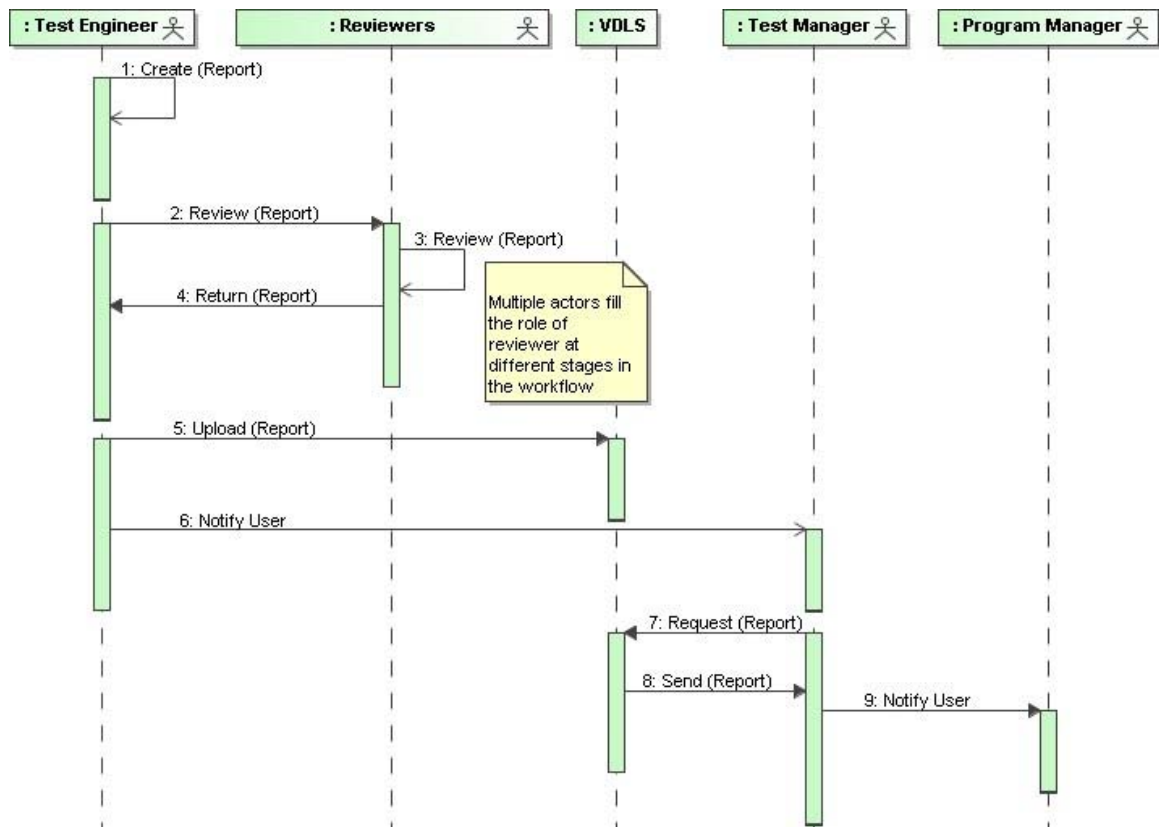 : Test Engineer
: Reviewers
: VDLS
: Test Manager
: Program Manager
1: Create (Report)
2: Review (Report)
3: Review (Report)
4: Return (Report)
Multiple actors fill
the role of
reviewer at
different stages in
the workflow
5: Upload (Report)
6: Notify User
7: Request (Report)
8: Send (Report)
9: Notify User